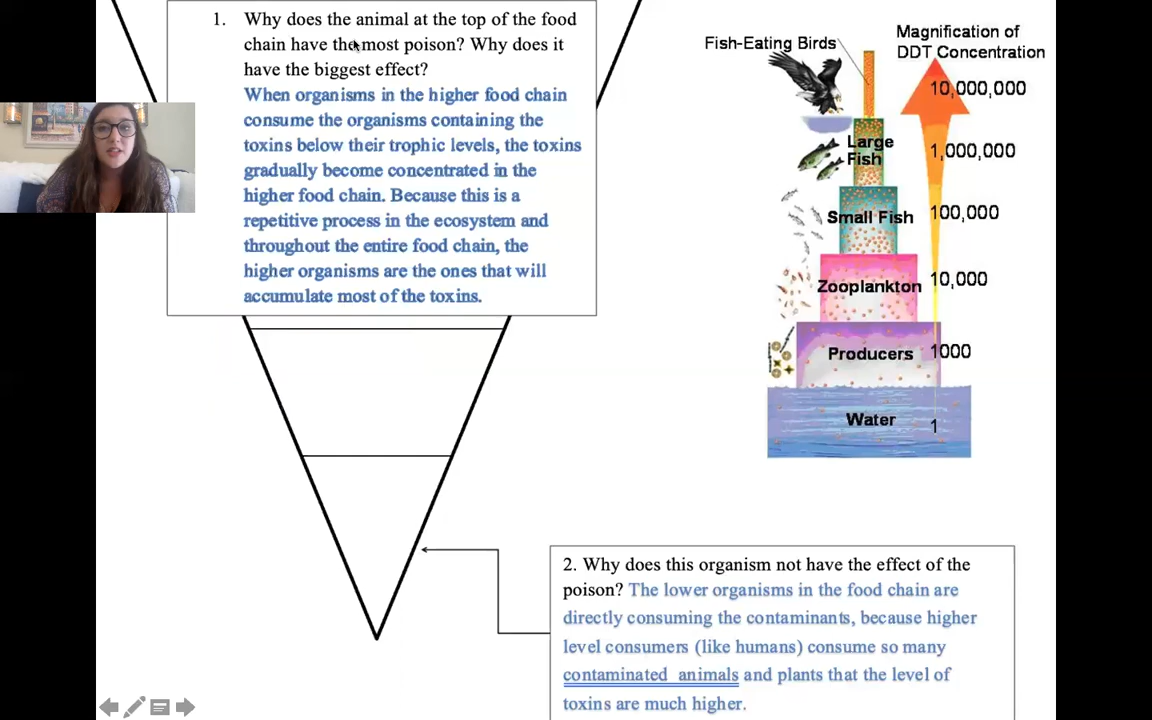 1. Why does the animal at the top of the food
chain have the most poison? Why does it
have the biggest effect?
When organisms in the higher food chain
consume the organisms containing the
toxins below their trophic levels, the toxins
gradually become concentrated in the
higher food chain. Because this is a
repetitive process in the ecosystem and
throughout the entire food chain, the
higher organisms are the ones that will
accumulate most of the toxins.
Magnification of
DDT Concentration
Fish-Eating Birds
10,000,000
Large
Fish
1,000,000
Small Fish
100,000
Zooplankton
10,000
Producers
1000
Water
1
2. Why does this organism not have the effect of the
poison? The lower organisms in the food chain are
directly consuming the contaminants, because higher
level consumers (like humans) consume so many
contaminated animals and plants that the level of
toxins are much higher.